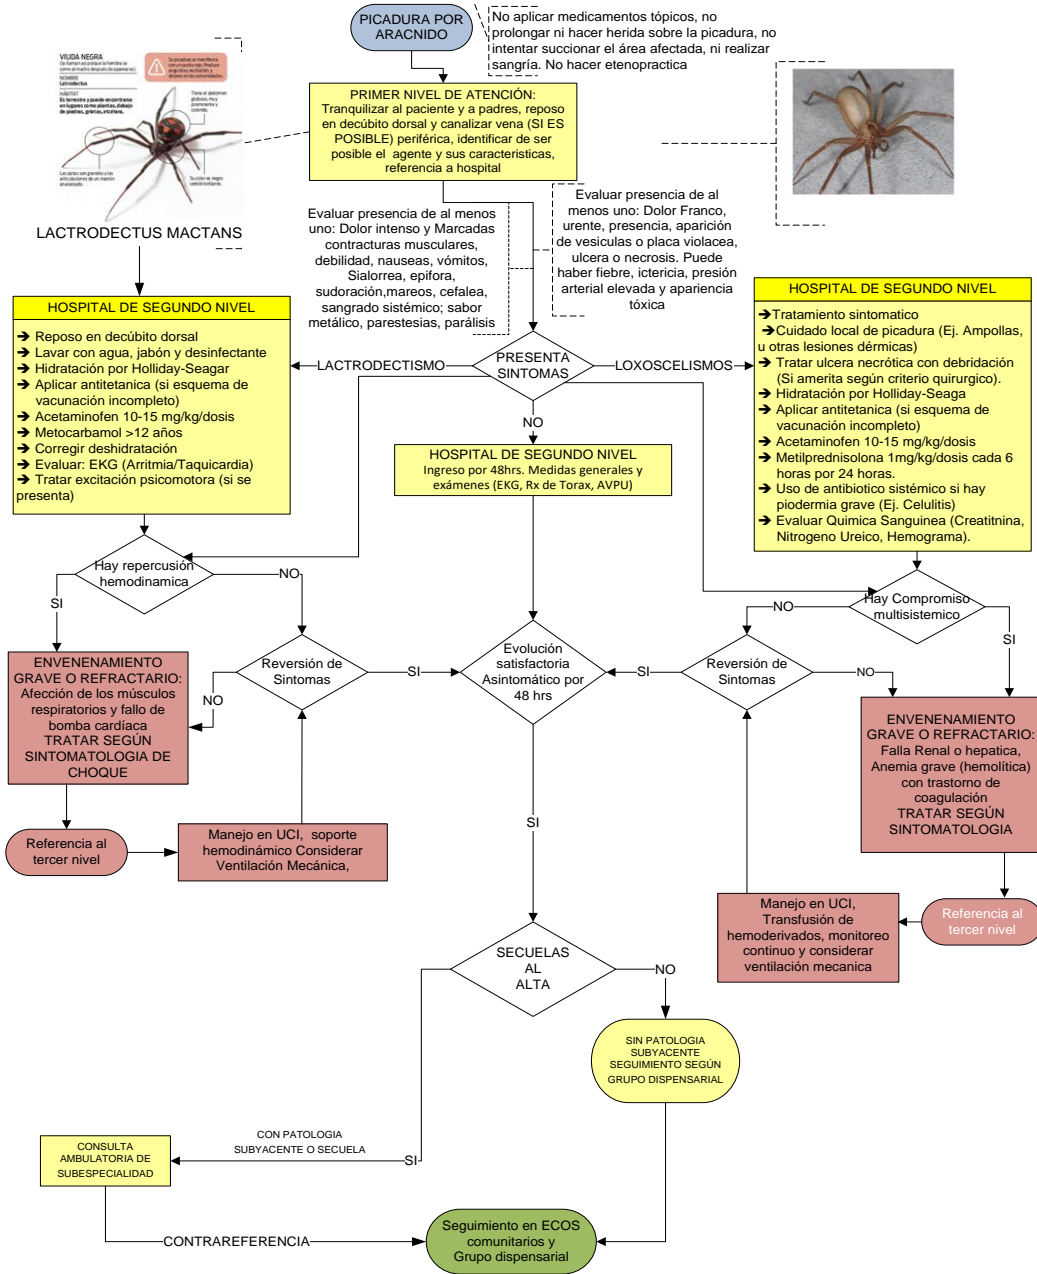 PICADURA POR
ARACNIDO
No aplicar medicamentos tópicos, no
prolongar ni hacer herida sobre la picadura, no
intentar succionar el área afectada, ni realizar
sangría. No hacer etenopractica
VIUDA NEGRA
NOMBRE
Latrodectus
HÁBITAT
Es terrestre y puede encontrarse
en lugares como plantas, debajo
de piedras, grietas, etcétera.
LACTRODECTUS MACTANS
PRIMER NIVEL DE ATENCIÓN:
Tranquilizar al paciente y a padres, reposo
en decúbito dorsal y canalizar vena (SI ES
POSIBLE) periférica, identificar de ser
posible el agente y sus caracteristicas,
referencia a hospital
Evaluar presencia de al menos
uno: Dolor intenso y Marcadas
contracturas musculares,
debilidad, nauseas, vómitos,
Sialorrea, epifora,
sudoración,mareos, cefalea,
sangrado sistémico; sabor
metálico, parestesias, parálisis
Evaluar presencia de al
menos uno: Dolor Franco,
urente, presencia, aparición
de vesiculas o placa violacea,
ulcera o necrosis. Puede
haber fiebre, ictericia, presión
arterial elevada y apariencia
tóxica
HOSPITAL DE SEGUNDO NIVEL
➔ Reposo en decúbito dorsal
➔ Lavar con agua, jabón y desinfectante
➔ Hidratación por Holliday-Seagar
➔ Aplicar antitetanica (si esquema de
vacunación incompleto)
➔ Acetaminofen 10-15 mg/kg/dosis
➔ Metocarbamol >12 años
➔ Corregir deshidratación
➔ Evaluar: EKG (Arritmia/Taquicardia)
➔ Tratar excitación psicomotora (si se
presenta)
LACTRODECTISMO
PRESENTA
SINTOMAS
LOXOSCELISMOS
NO
HOSPITAL DE SEGUNDO NIVEL
➔Tratamiento sintomatico
➔Cuidado local de picadura (Ej. Ampollas,
u otras lesiones dérmicas)
➔ Tratar ulcera necrótica con debridación
(Si amerita según criterio quirurgico).
➔ Hidratación por Holliday-Seaga
➔ Aplicar antitetanica (si esquema de
vacunación incompleto)
➔ Acetaminofen 10-15 mg/kg/dosis
➔ Metilprednisolona 1mg/kg/dosis cada 6
horas por 24 horas.
➔ Uso de antibiotico sistémico si hay
piodermia grave (Ej. Celulitis)
➔ Evaluar Quimica Sanguinea (Creatitnina,
Nitrogeno Ureico, Hemograma).
HOSPITAL DE SEGUNDO NIVEL
Ingreso por 48hrs. Medidas generales y
exámenes (EKG, Rx de Torax, AVPU)
Hay repercusión
hemodinamica
SI
NO
Hay Compromiso
multisistemico
NO
SI
ENVENENAMIENTO
GRAVE O REFRACTARIO:
Afección de los músculos
respiratorios y fallo de
bomba cardíaca
TRATAR SEGÚN
SINTOMATOLOGIA DE
CHOQUE
NO
Reversión de
Sintomas
SI
Evolución
satisfactoria
Asintomático por
48 hrs
SI
Reversión de
Sintomas
NO
ENVENENAMIENTO
GRAVE O REFRACTARIO:
Falla Renal o hepatica,
Anemia grave (hemolítica)
con trastorno de
coagulación
TRATAR SEGÚN
SINTOMATOLOGIA
SI
Referencia al
tercer nivel
Manejo en UCI, soporte
hemodinámico Considerar
Ventilación Mecánica,
Manejo en UCI,
Transfusión de
hemoderivados, monitoreo
continuo y considerar
ventilación mecanica
Referencia al
tercer nivel
SECUELAS
AL
ALTA
NO
SIN PATOLOGIA
SUBYACENTE
SEGUIMIENTO SEGÚN
GRUPO DISPENSARIAL
CON PATOLOGIA
SUBYACENTE O SECUELA
SI
CONSULTA
AMBULATORIA DE
SUBESPECIALIDAD
CONTRAREFERENCIA
Seguimiento en ECOS
comunitarios y
Grupo dispensarial